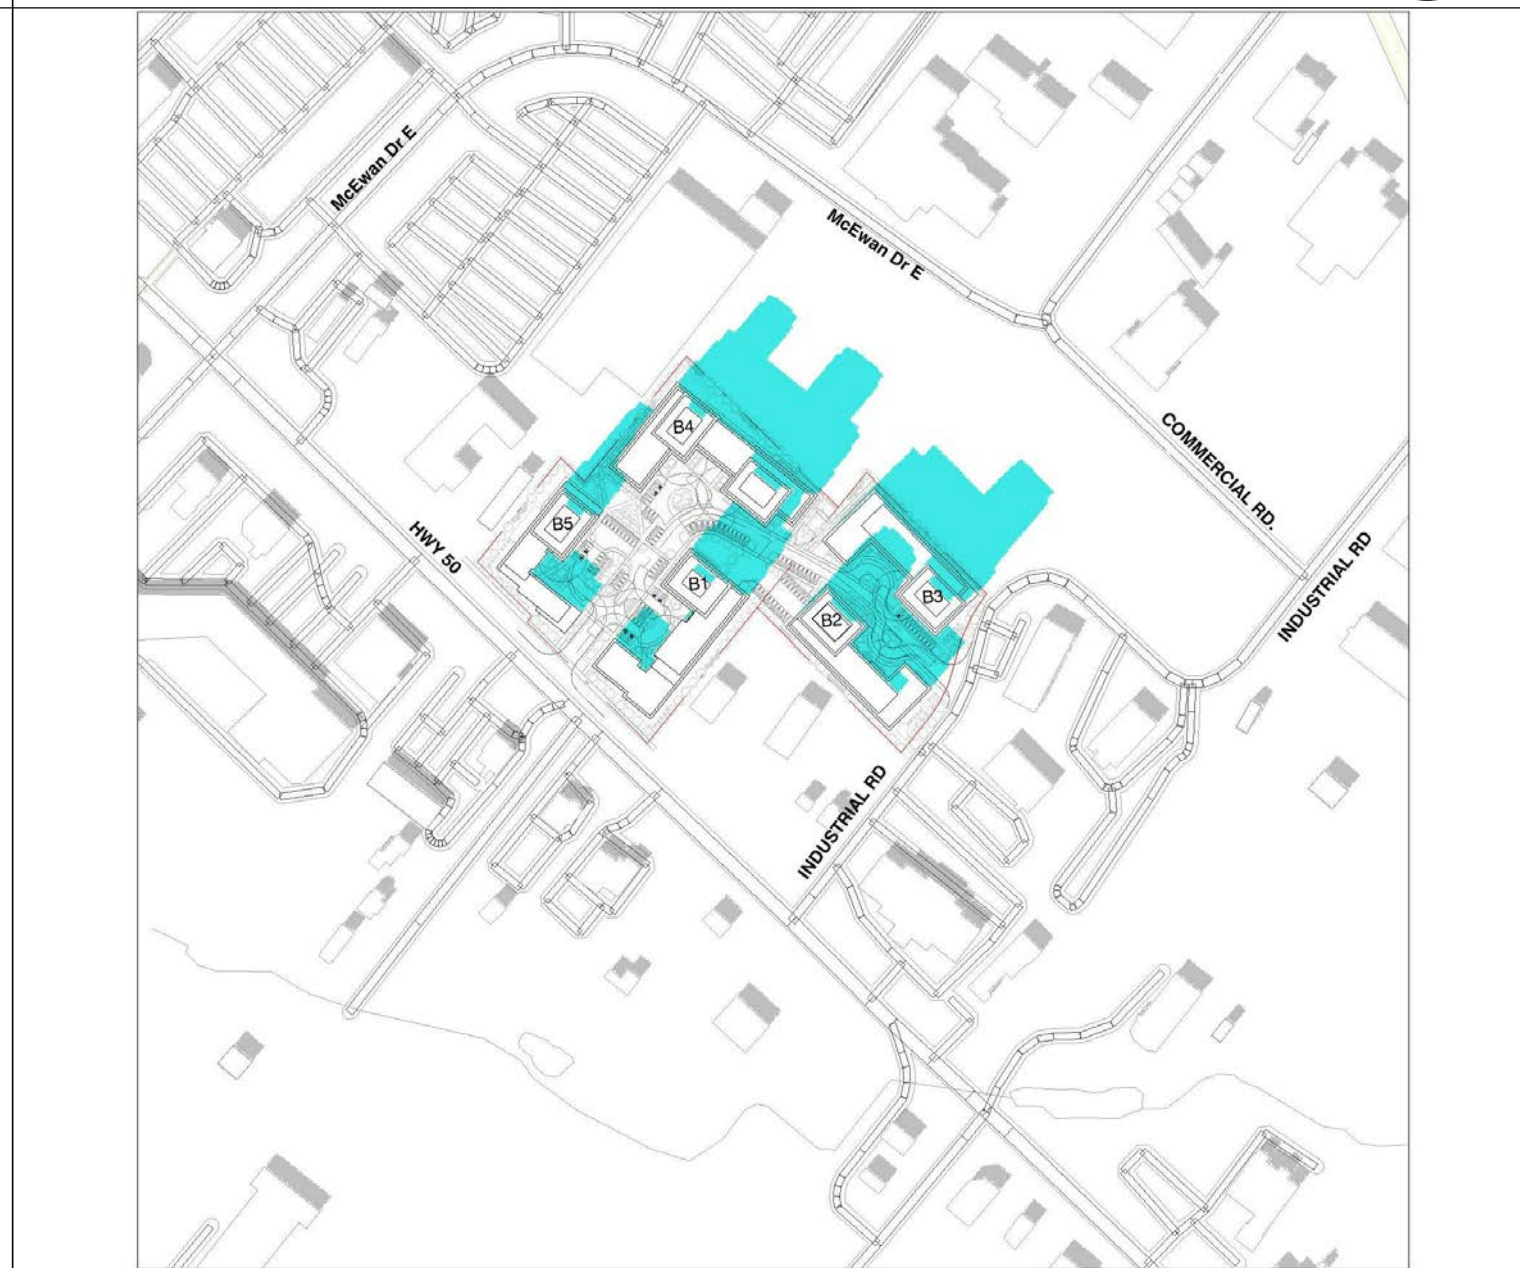 McEwan Dr E
McEwan Dr E
COMMERCIAL RD.
B4
INDUSTRIAL RD
B5
HWY 50
B1
B3
B2
INDUSTRIAL RD